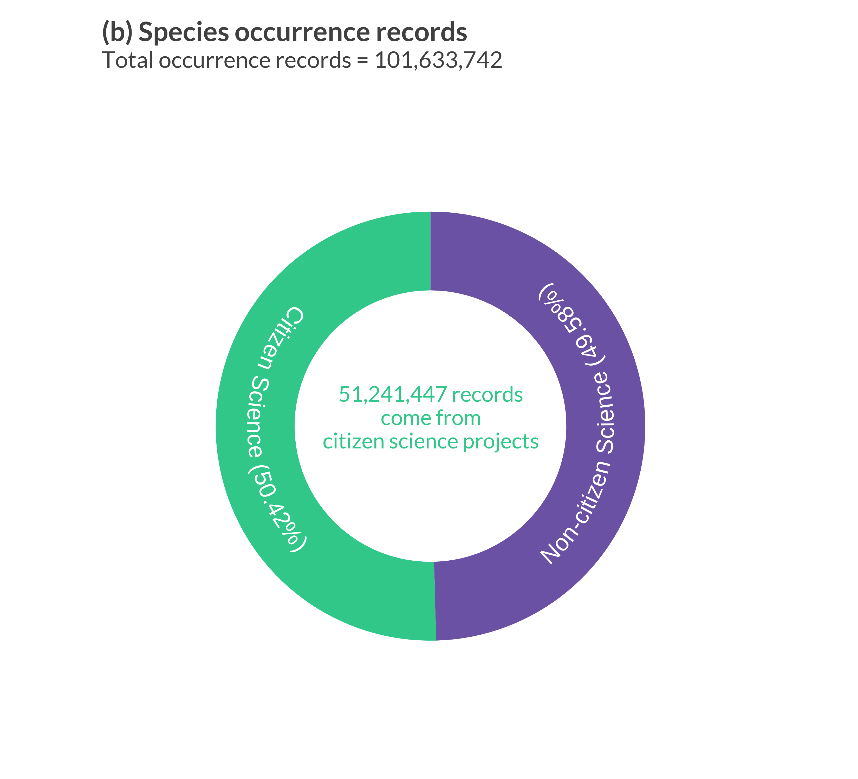 (b) Species occurrence records
Total occurrence records = 101,633,742
Citizen Science (50.42%)
51,241,447 records
come from
citizen science projects
Non-citizen Science (49.58%)